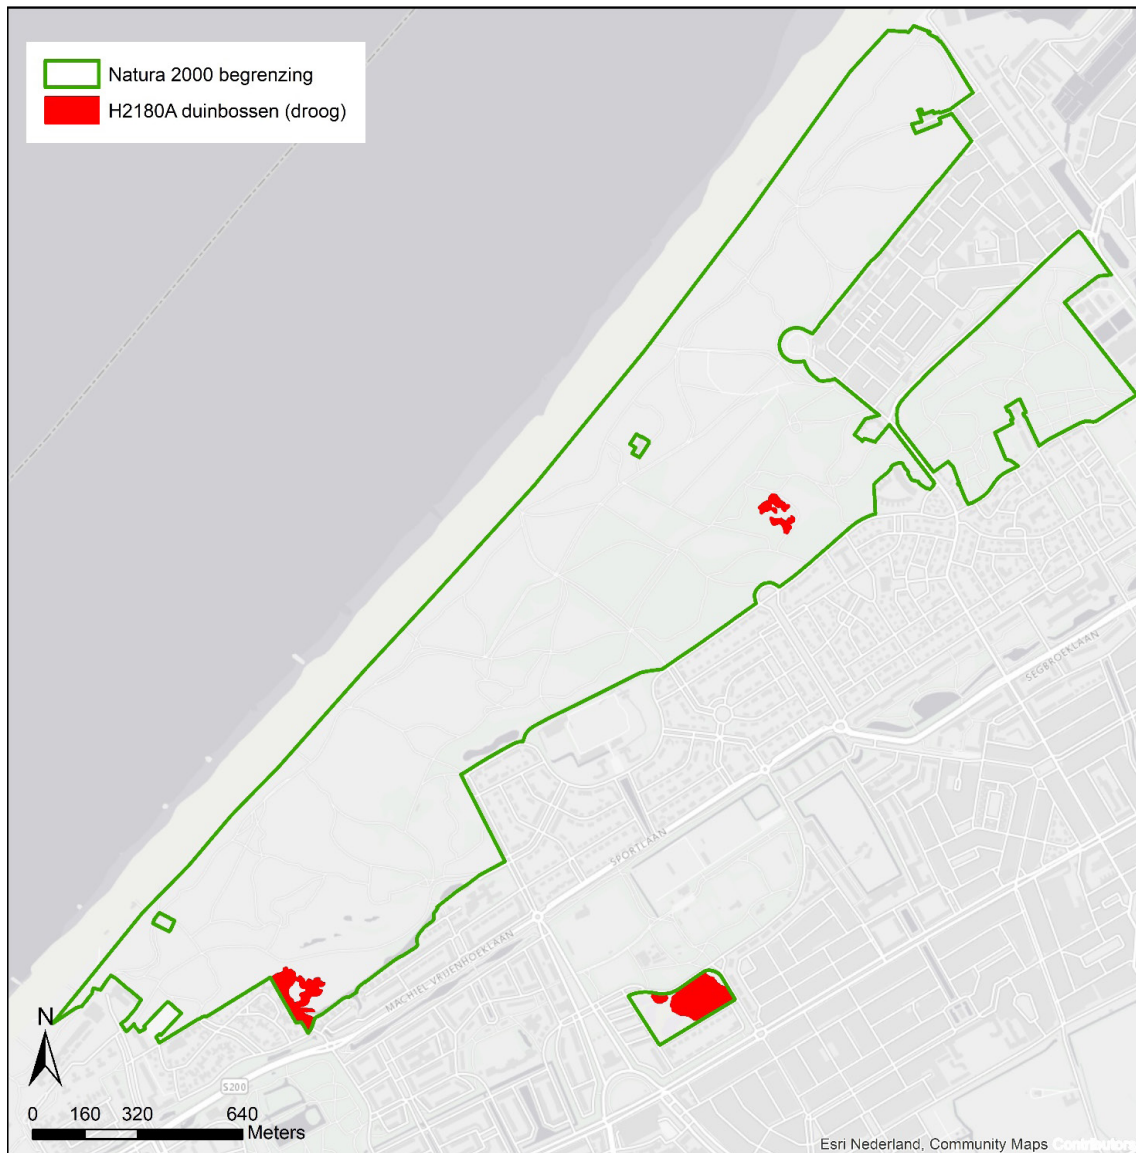 Natura 2000 begrenzing
H2180A duinbossen (droog)
SEGBROEKLAAN
SPORTLAAN
MACHIEL VRIJENHOEKLAAN
N
S200
0 160 320 640
Meters
Esri Nederland, Community Maps Contributors